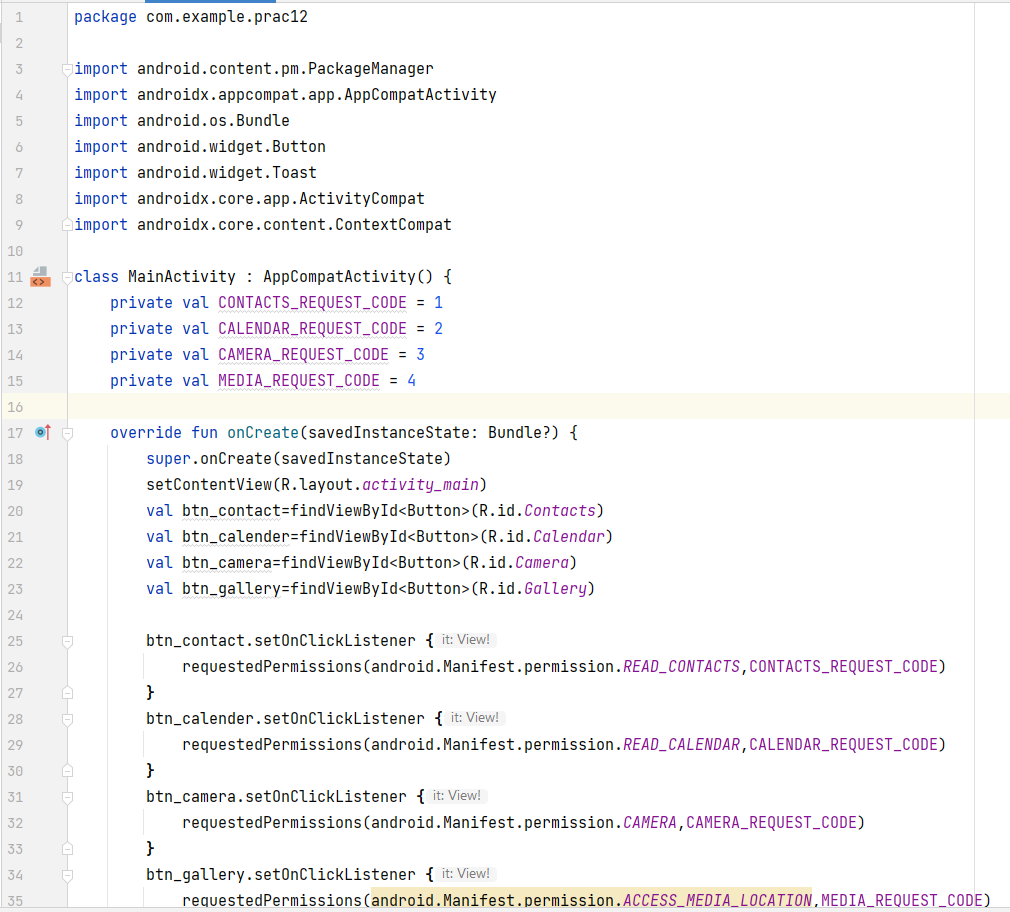 1 package com.example.prac12
2
3 import android.content.pm.PackageManager
4 import androidx.appcompat.app.AppCompatActivity
5 import android.os.Bundle
6 import android.widget.Button
7 import android.widget.Toast
8 import androidx.core.app.ActivityCompat
9 import androidx.core.content.ContextCompat
10
11 class MainActivity : AppCompatActivity() {
12     private val CONTACTS_REQUEST_CODE = 1
13     private val CALENDAR_REQUEST_CODE = 2
14     private val CAMERA_REQUEST_CODE = 3
15     private val MEDIA_REQUEST_CODE = 4
16
17     override fun onCreate(savedInstanceState: Bundle?) {
18         super.onCreate(savedInstanceState)
19         setContentView(R.layout.activity_main)
20         val btn_contact=findViewById<Button>(R.id.Contacts)
21         val btn_calender=findViewById<Button>(R.id.Calendar)
22         val btn_camera=findViewById<Button>(R.id.Camera)
23         val btn_gallery=findViewById<Button>(R.id.Gallery)
24
25         btn_contact.setOnClickListener { it: View!
26             requestedPermissions(android.Manifest.permission.READ_CONTACTS,CONTACTS_REQUEST_CODE)
27         }
28         btn_calender.setOnClickListener { it: View!
29             requestedPermissions(android.Manifest.permission.READ_CALENDAR,CALENDAR_REQUEST_CODE)
30         }
31         btn_camera.setOnClickListener { it: View!
32             requestedPermissions(android.Manifest.permission.CAMERA,CAMERA_REQUEST_CODE)
33         }
34         btn_gallery.setOnClickListener { it: View!
35             requestedPermissions(android.Manifest.permission.ACCESS_MEDIA_LOCATION,MEDIA_REQUEST_CODE)